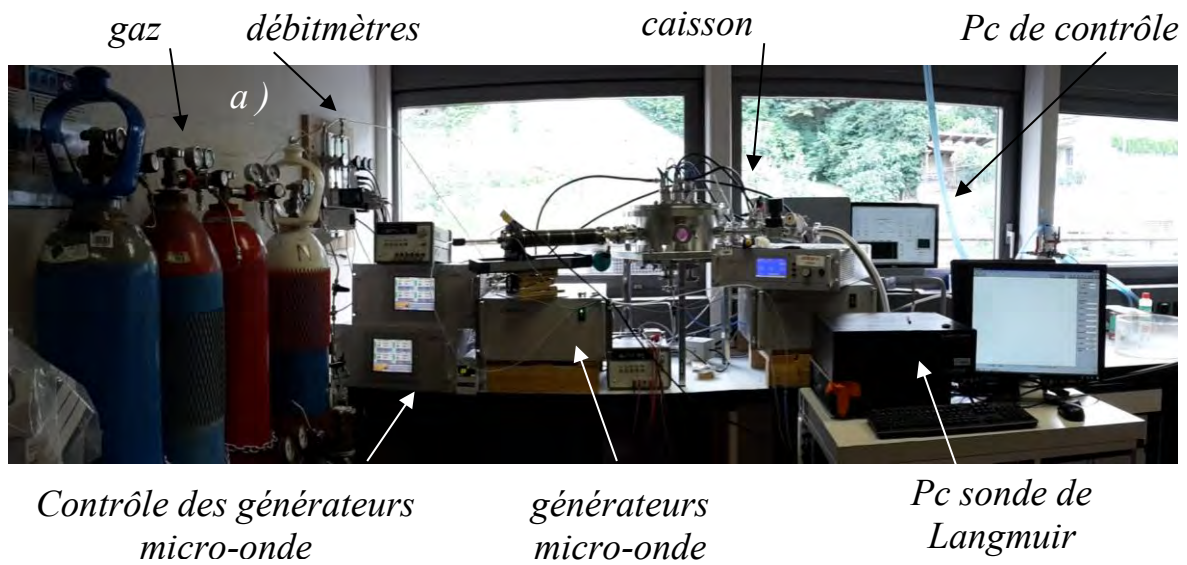 gaz
débitmètres
caisson
Pc de contrôle
a )
N
Contrôle des générateurs
micro-onde
générateurs
micro-onde
Pc sonde de
Langmuir